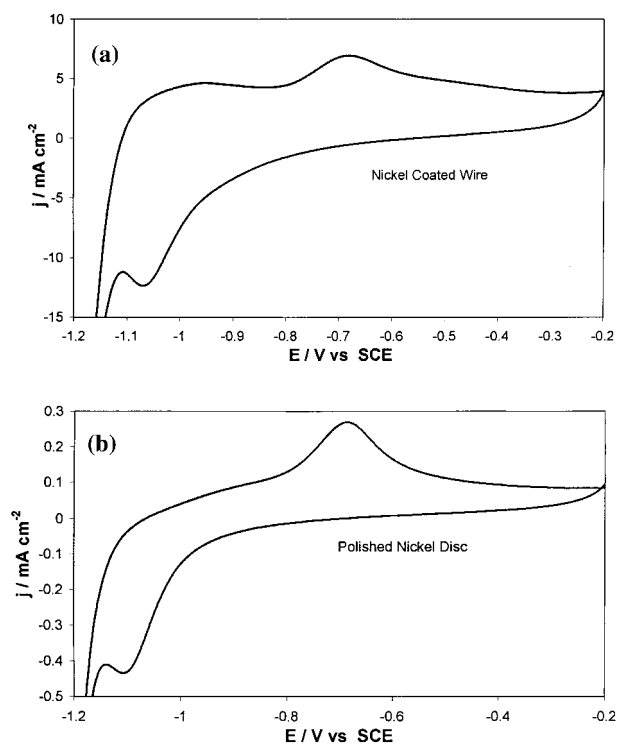 (a)
10
5
0
-5
-10
-15
j / mA cm-2
Nickel Coated Wire
-1.2 -1.1 -1 -0.9 -0.8 -0.7 -0.6 -0.5 -0.4 -0.3 -0.2
E / V vs SCE
(b)
0.3
0.2
0.1
0
-0.1
-0.2
-0.3
-0.4
-0.5
j / mA cm-2
Polished Nickel Disc
-1.2 -1 -0.8 -0.6 -0.4 -0.2
E / V vs SCE